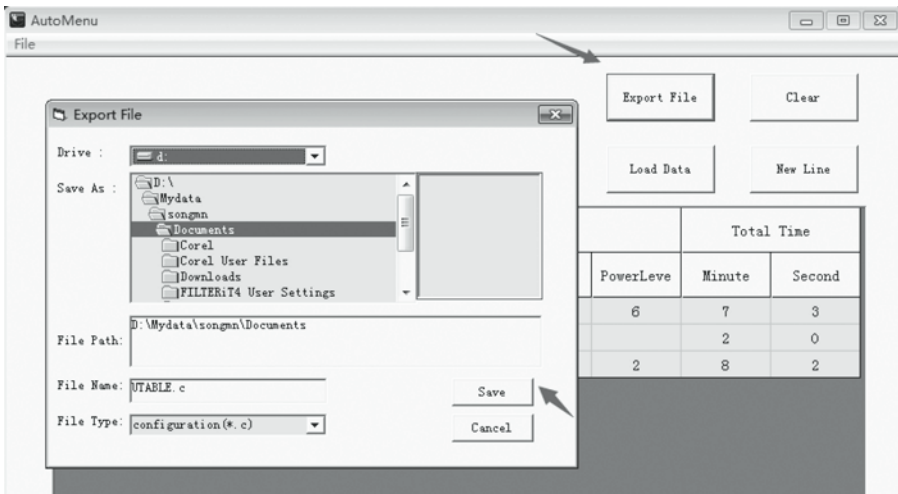 AutoMenu
File
Export File
Clear
Load Data
New Line
Export File
Drive :
d:
Save As :
D:\
Mydata
songmn
Documents
Corel
Corel User Files
Downloads
FILTERiT4 User Settings
File Path:
D:\Mydata\songmn\Documents
File Name:
UTABLE.c
File Type:
configuration(*.c)
Save
Cancel
Total Time
PowerLeve Minute Second
6 7 3
2 0
2 8 2